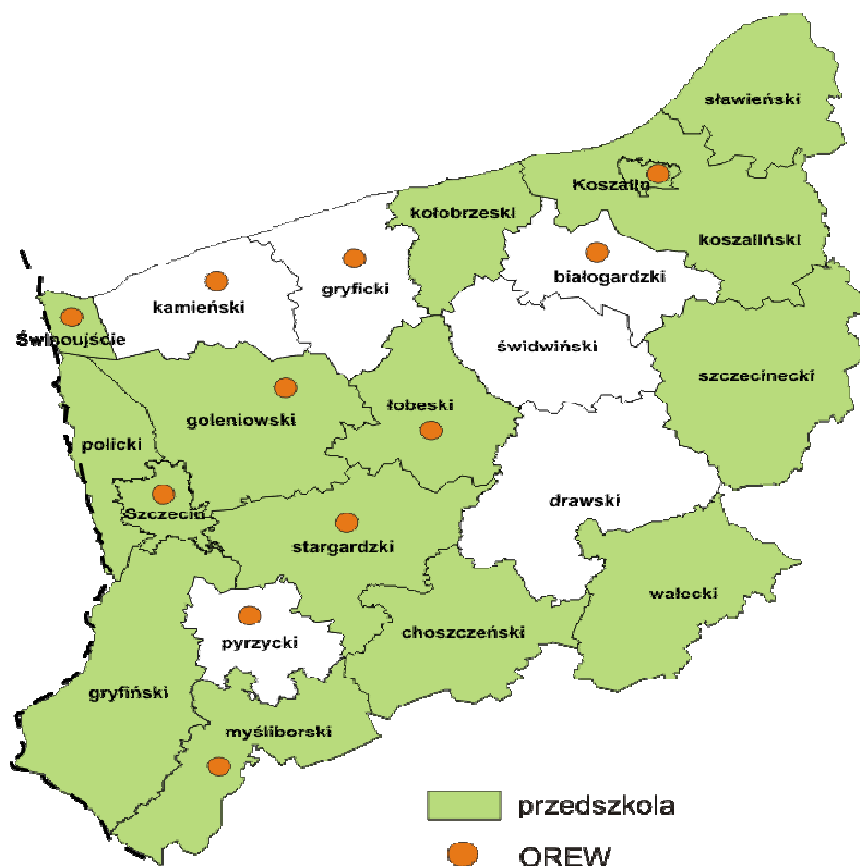 sławieński
Koszalin
kołobrzeski
koszaliński
białogardzki
kamieński
gryficki
Świnoujście
świdwiński
szczecinecki
łobeski
goleniowski
policki
drawski
Szczecin
stargardzki
wałecki
choszczeński
pyrzycki
gryfiński
myśliborski
przedszkola
OREW